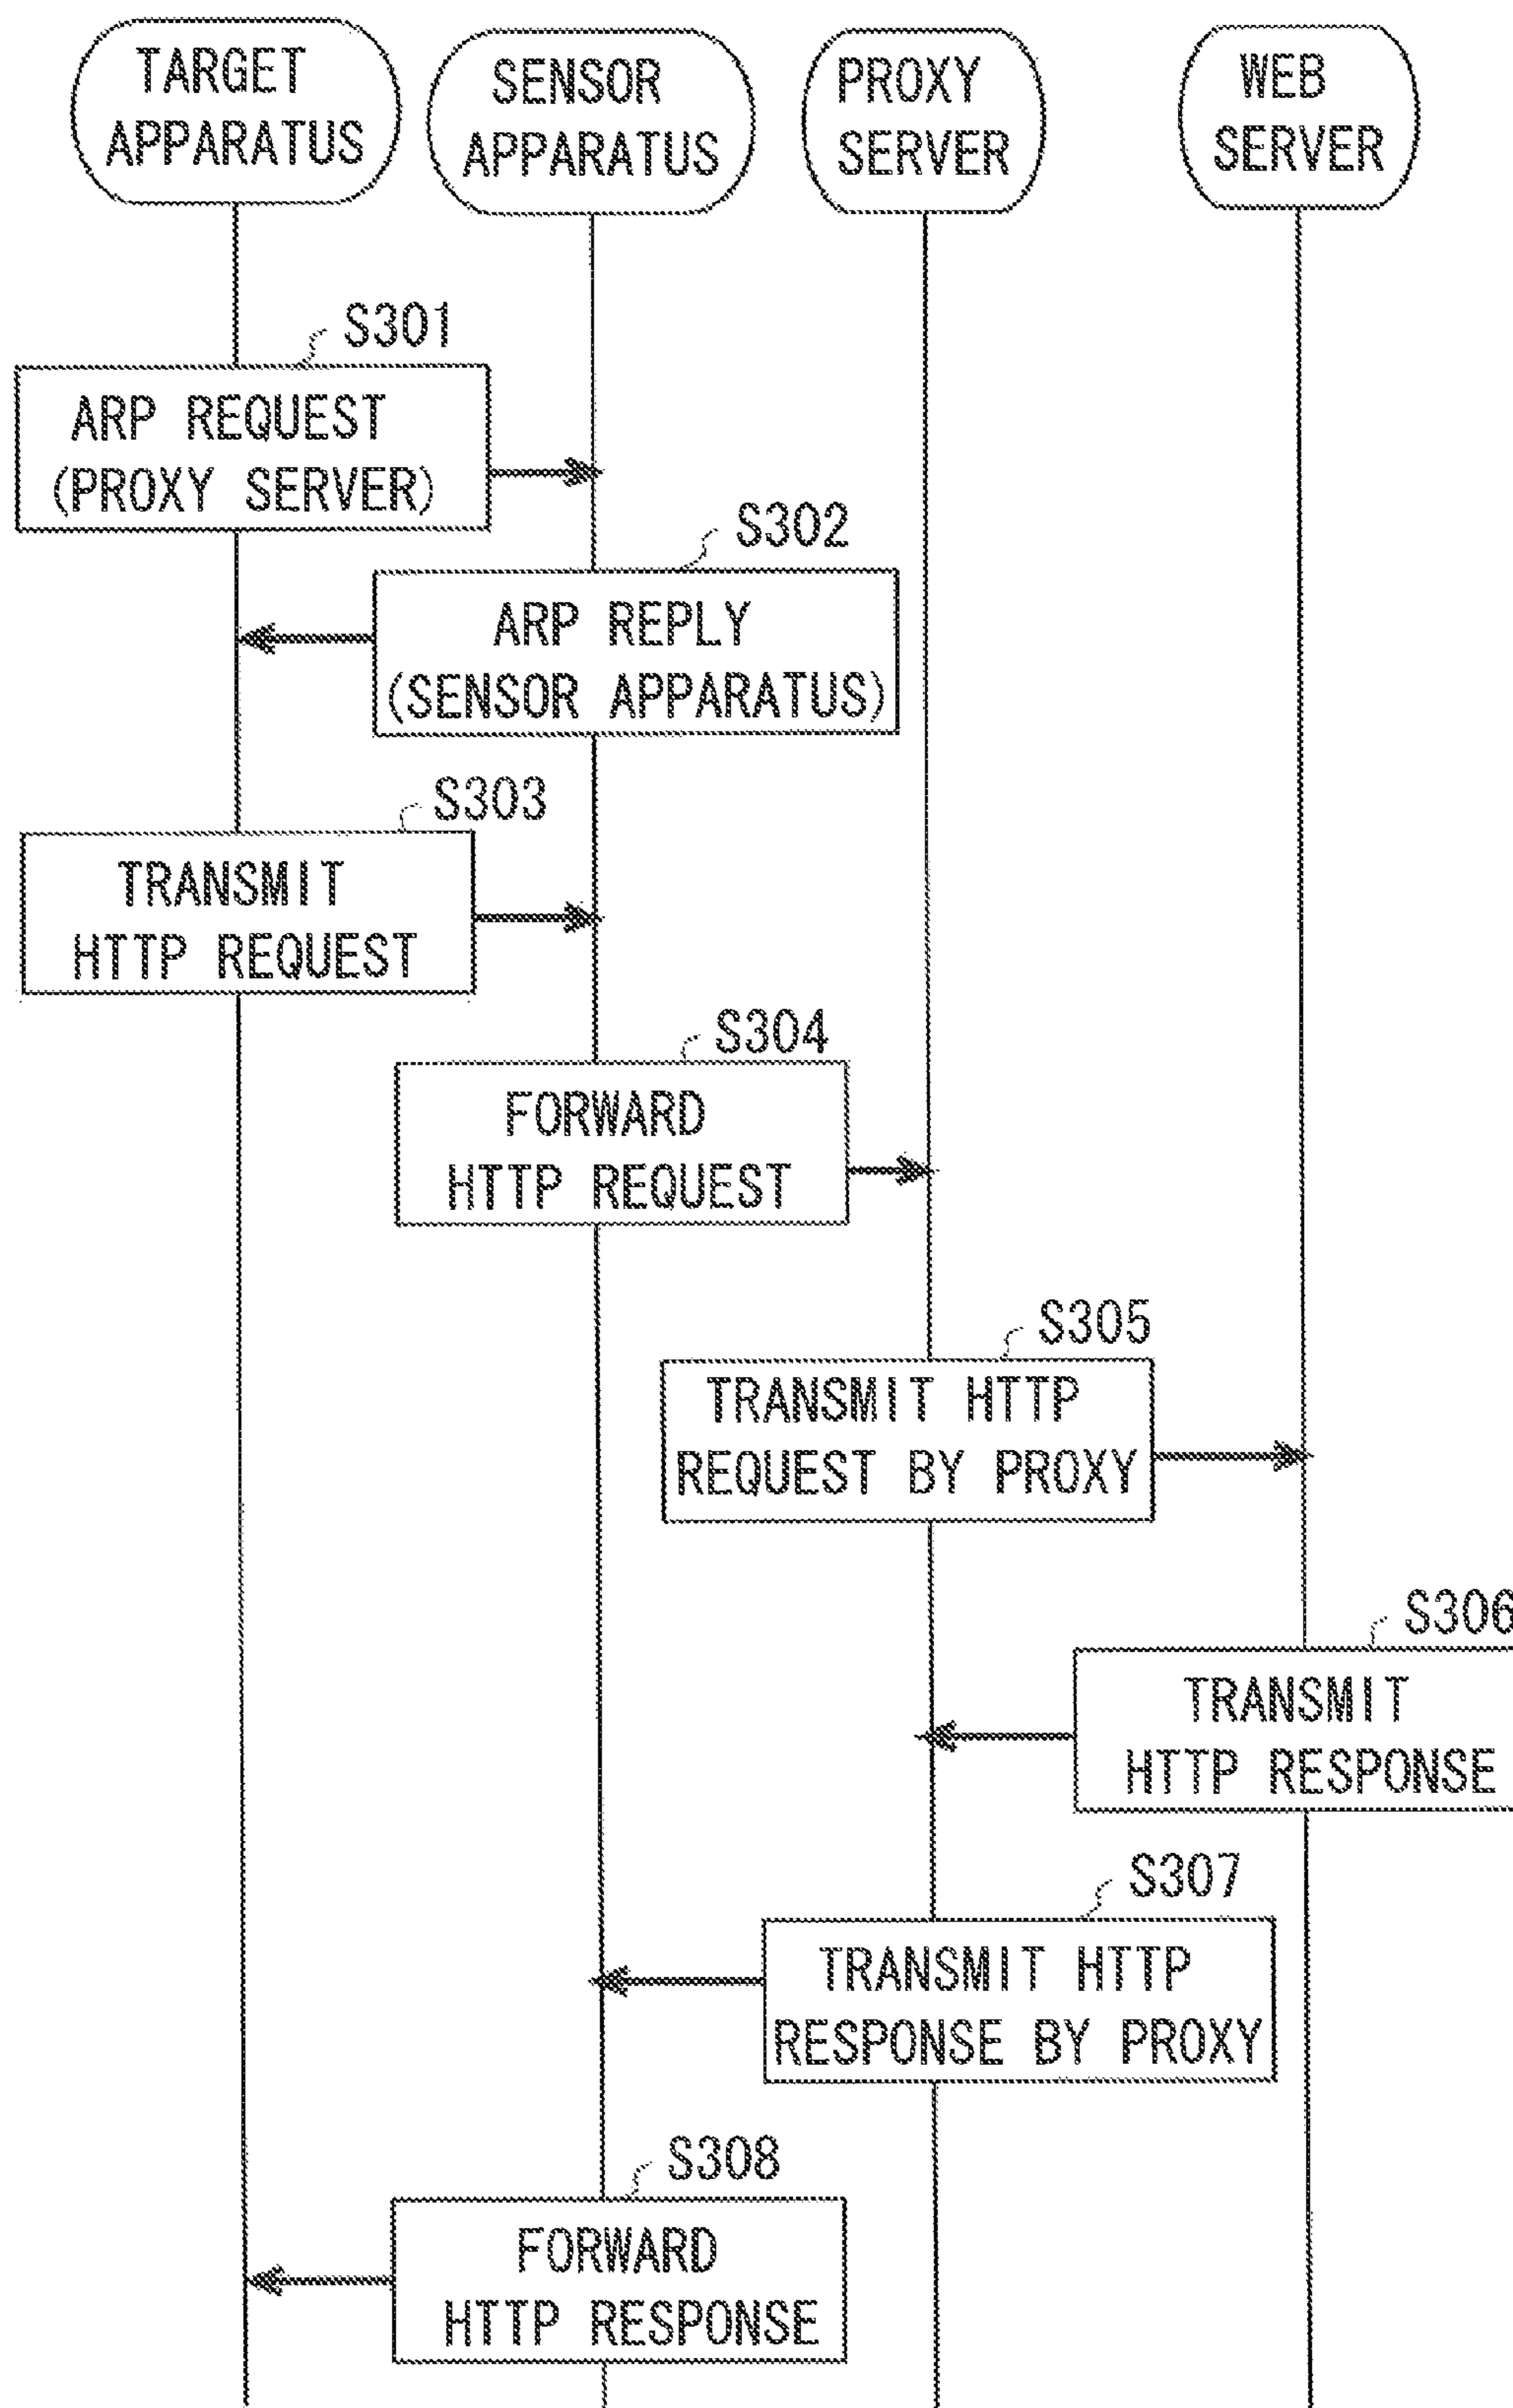 TARGET
APPARATUS
SENSOR
APPARATUS
PROXY
SERVER
WEB
SERVER
S301
ARP REQUEST
(PROXY SERVER)
S302
ARP REPLY
(SENSOR APPARATUS)
S303
TRANSMIT
HTTP REQUEST
S304
FORWARD
HTTP REQUEST
S305
TRANSMIT HTTP
REQUEST BY PROXY
S306
TRANSMIT
HTTP RESPONSE
S307
TRANSMIT HTTP
RESPONSE BY PROXY
S308
FORWARD
HTTP RESPONSE